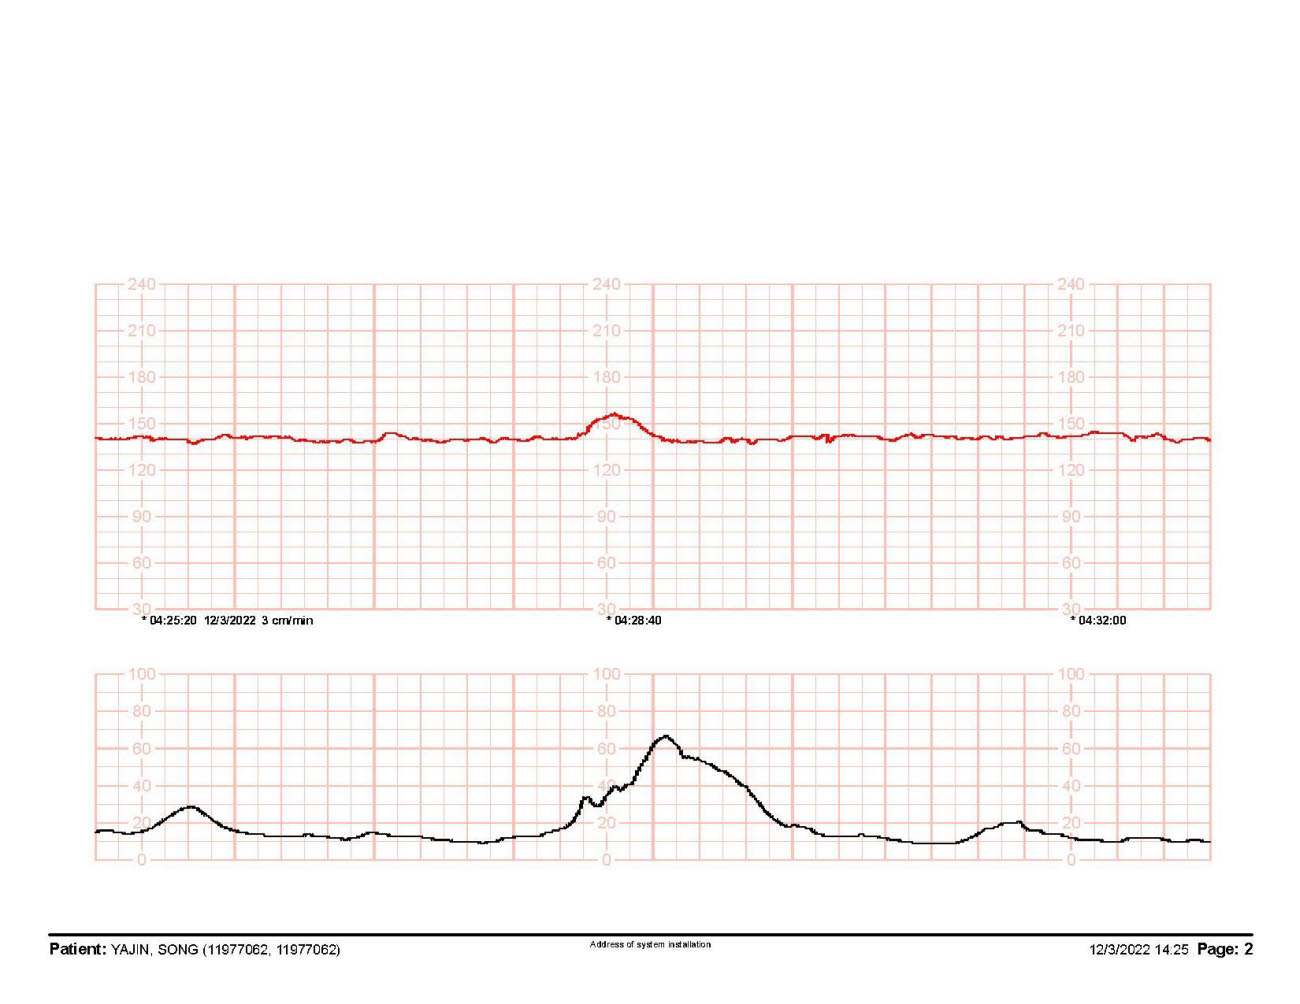 240 240 240
210 210 210
180 180 180
150 150 150
120 120 120
90 90 90
60 60 60
30 30 30
* 04:25:20 12/3/2022 3 cm/min * 04:28:40 * 04:32:00
100 100 100
80 80 80
60 60 60
40 40 40
20 20 20
0 0 0
Patient: YAJIN, SONG (11977062, 11977062) Address of system installation 12/3/2022 14:25 Page: 2